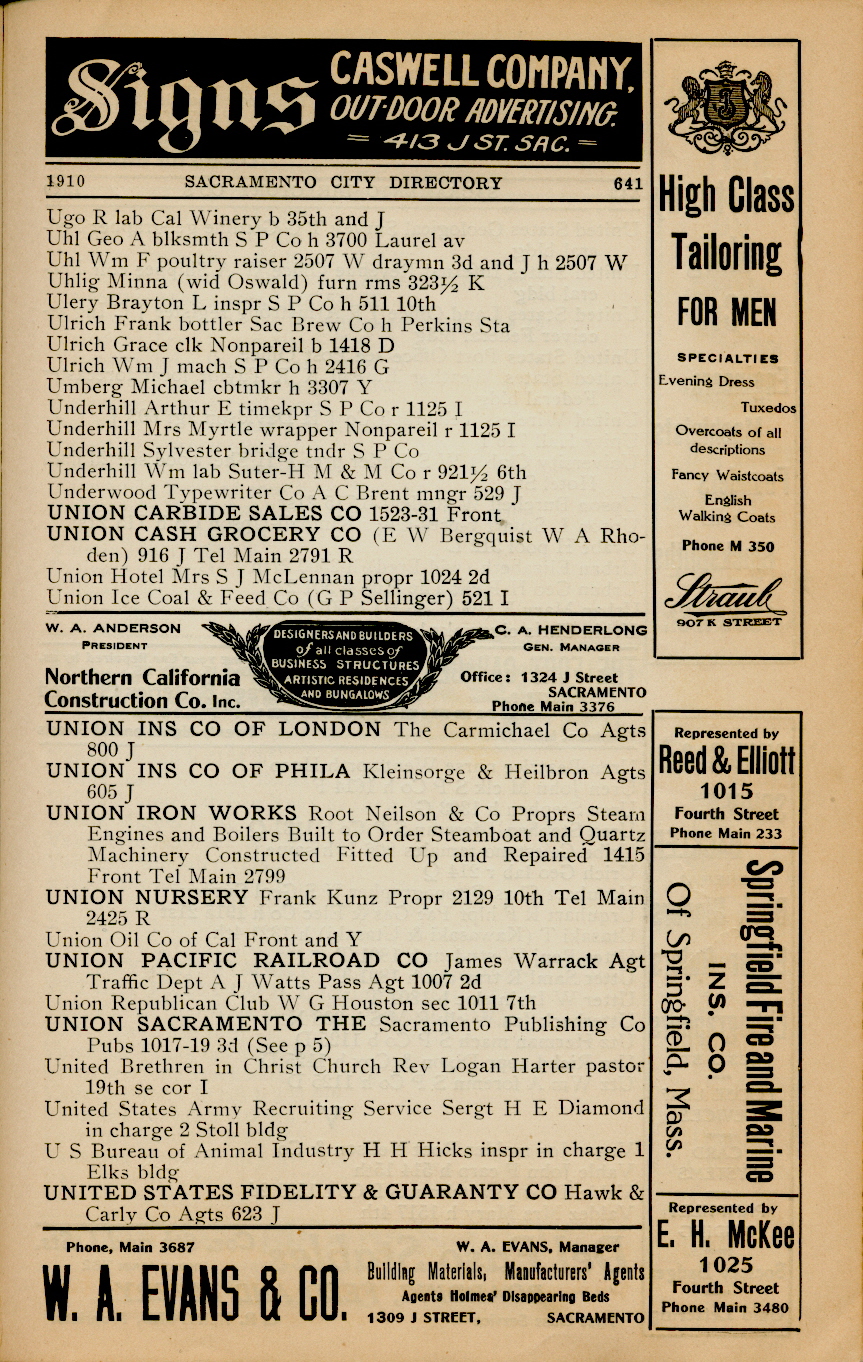 Signs
CASWELL COMPANY,
OUT-DOOR ADVERTISING.
= 413 J ST. SAC. =
1910 SACRAMENTO CITY DIRECTORY 641
Ugo R lab Cal Winery b 35th and J
Uhl Geo A blksmth S P Co h 3700 Laurel av
Uhl Wm F poultry raiser 2507 W draymn 3d and J h 2507 W
Uhlig Minna (wid Oswald) furn rms 323½ K
Ulery Brayton L inspr S P Co h 511 10th
Ulrich Frank bottler Sac Brew Co h Perkins Sta
Ulrich Grace clk Nonpareil b 1418 D
Ulrich Wm J mach S P Co h 2416 G
Umberg Michael cbtmkr h 3307 Y
Underhill Arthur E timekpr S P Co r 1125 I
Underhill Mrs Myrtle wrapper Nonpareil r 1125 I
Underhill Sylvester bridge tndr S P Co
Underhill Wm lab Suter-H M & M Co r 921½ 6th
Underwood Typewriter Co A C Brent mngr 529 J
UNION CARBIDE SALES CO 1523-31 Front
UNION CASH GROCERY CO (E W Bergquist W A Rho-
den) 916 J Tel Main 2791 R
Union Hotel Mrs S J McLennan propr 1024 2d
Union Ice Coal & Feed Co (G P Sellinger) 521 I
W. A. ANDERSON
PRESIDENT
Northern California
Construction Co. Inc.
DESIGNERS AND BUILDERS
of all classes of
BUSINESS STRUCTURES
ARTISTIC RESIDENCES
AND BUNGALOWS
C. A. HENDERLONG
GEN. MANAGER
Office: 1324 J Street
SACRAMENTO
Phone Main 3376
UNION INS CO OF LONDON The Carmichael Co Agts
800 J
UNION INS CO OF PHILA Kleinsorge & Heilbron Agts
605 J
UNION IRON WORKS Root Neilson & Co Proprs Steam
Engines and Boilers Built to Order Steamboat and Quartz
Machinery Constructed Fitted Up and Repaired 1415
Front Tel Main 2799
UNION NURSERY Frank Kunz Propr 2129 10th Tel Main
2425 R
Union Oil Co of Cal Front and Y
UNION PACIFIC RAILROAD CO James Warrack Agt
Traffic Dept A J Watts Pass Agt 1007 2d
Union Republican Club W G Houston sec 1011 7th
UNION SACRAMENTO THE Sacramento Publishing Co
Pubs 1017-19 3d (See p 5)
United Brethren in Christ Church Rev Logan Harter pastor
19th se cor I
United States Army Recruiting Service Sergt H E Diamond
in charge 2 Stoll bldg
U S Bureau of Animal Industry H H Hicks inspr in charge 1
Elks bldg
UNITED STATES FIDELITY & GUARANTY CO Hawk &
Carly Co Agts 623 J
Phone, Main 3687
W. A. EVANS & CO.
W. A. EVANS, Manager
Building Materials, Manufacturers' Agents
Agents Holmes' Disappearing Beds
1309 J STREET, SACRAMENTO
J
High Class
Tailoring
FOR MEN
SPECIALTIES
Evening Dress
Tuxedos
Overcoats of all
descriptions
Fancy Waistcoats
English
Walking Coats
Phone M 350
Straub
907 K STREET
Represented by
Reed & Elliott
1015
Fourth Street
Phone Main 233
Springfield Fire and Marine
INS. CO.
Of Springfield, Mass.
Represented by
E. H. McKee
1025
Fourth Street
Phone Main 3480